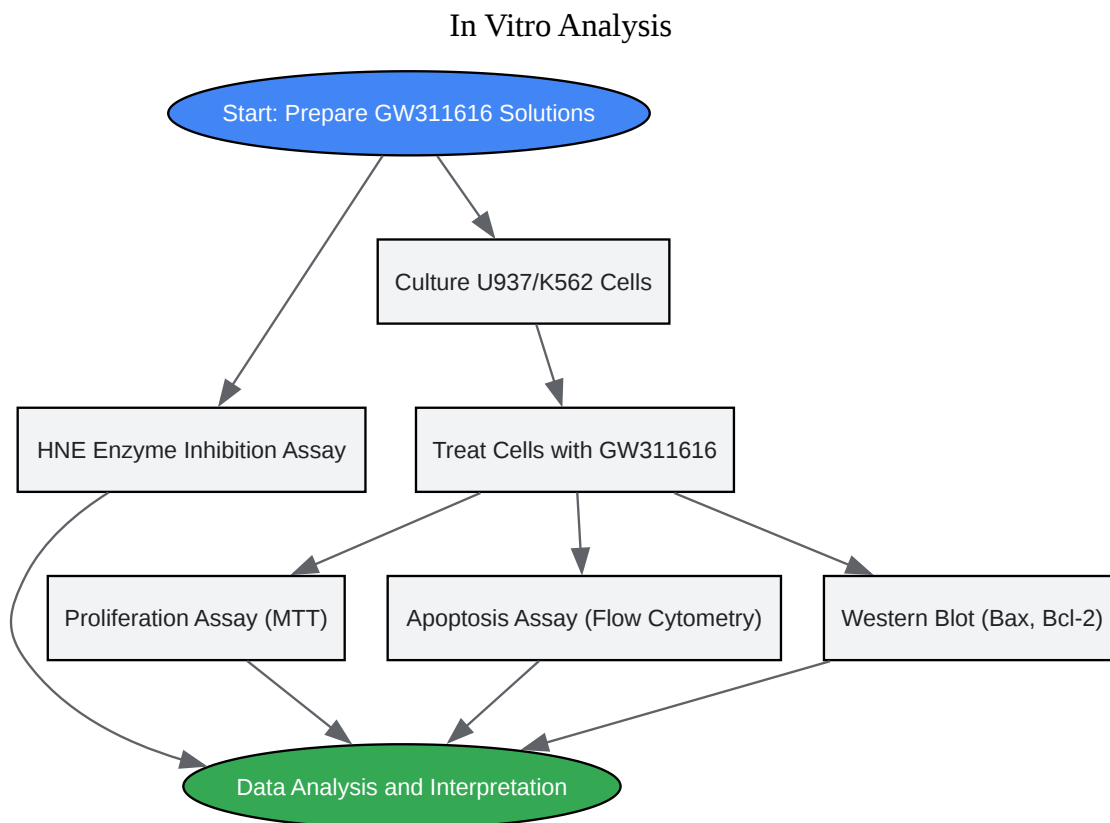 In Vitro Analysis
Start: Prepare GW311616 Solutions
Culture U937/K562 Cells
HNE Enzyme Inhibition Assay
Treat Cells with GW311616
Proliferation Assay (MTT)
Apoptosis Assay (Flow Cytometry)
Western Blot (Bax, Bcl-2)
Data Analysis and Interpretation